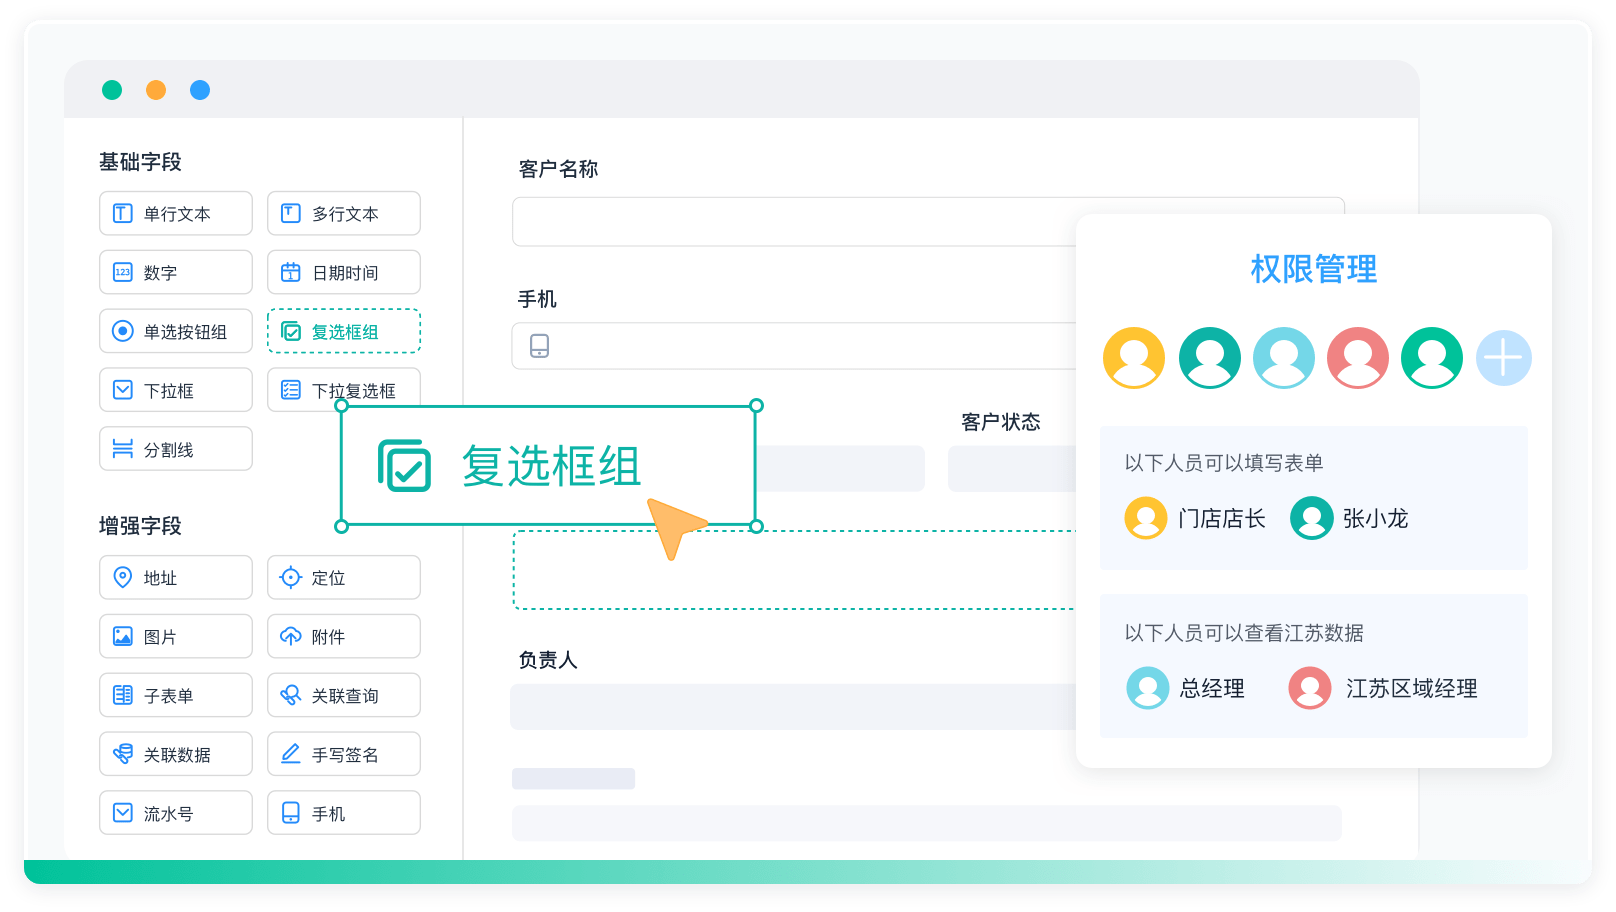 基础字段
单行文本
多行文本
123
数字
1
日期时间
单选按钮组
复选框组
下拉框
下拉复选框
分割线
增强字段
地址
定位
图片
附件
子表单
关联查询
关联数据
手写签名
流水号
手机
复选框组
客户名称
手机
客户状态
负责人
权限管理
以下人员可以填写表单
门店店长
张小龙
以下人员可以查看江苏数据
总经理
江苏区域经理